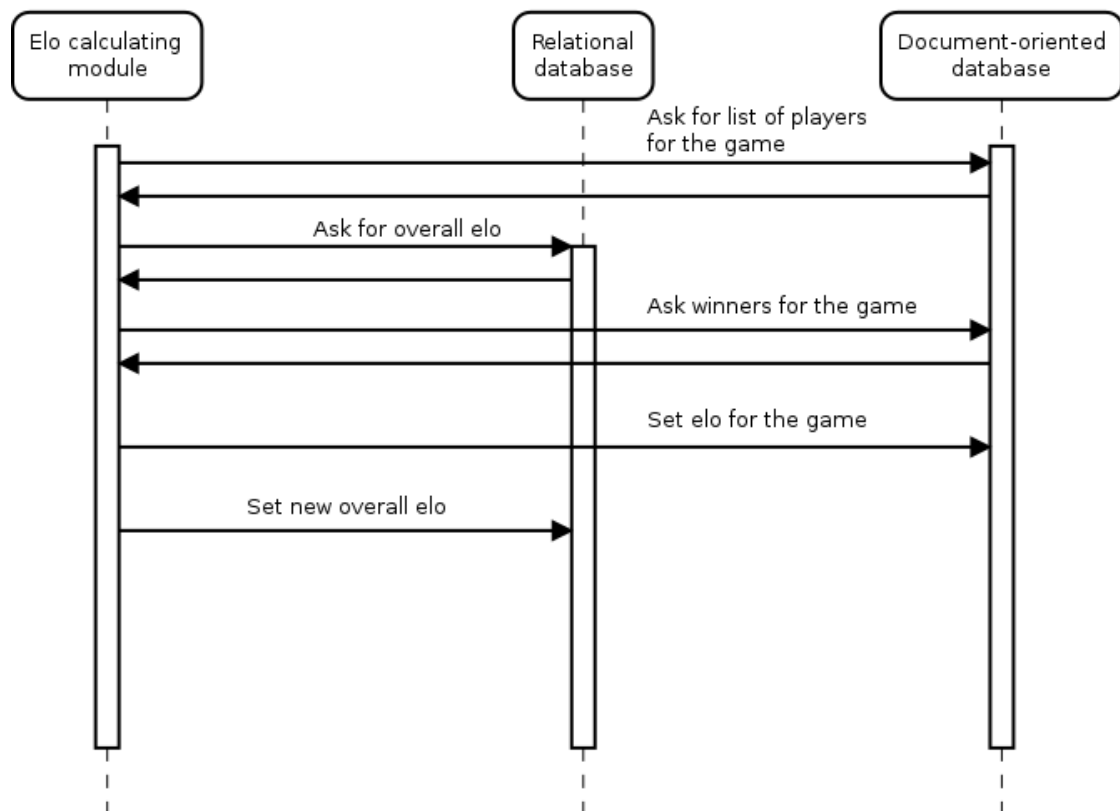 Elo calculating
module
Relational
database
Document-oriented
database
Ask for list of players
for the game
Ask for overall elo
Ask winners for the game
Set elo for the game
Set new overall elo